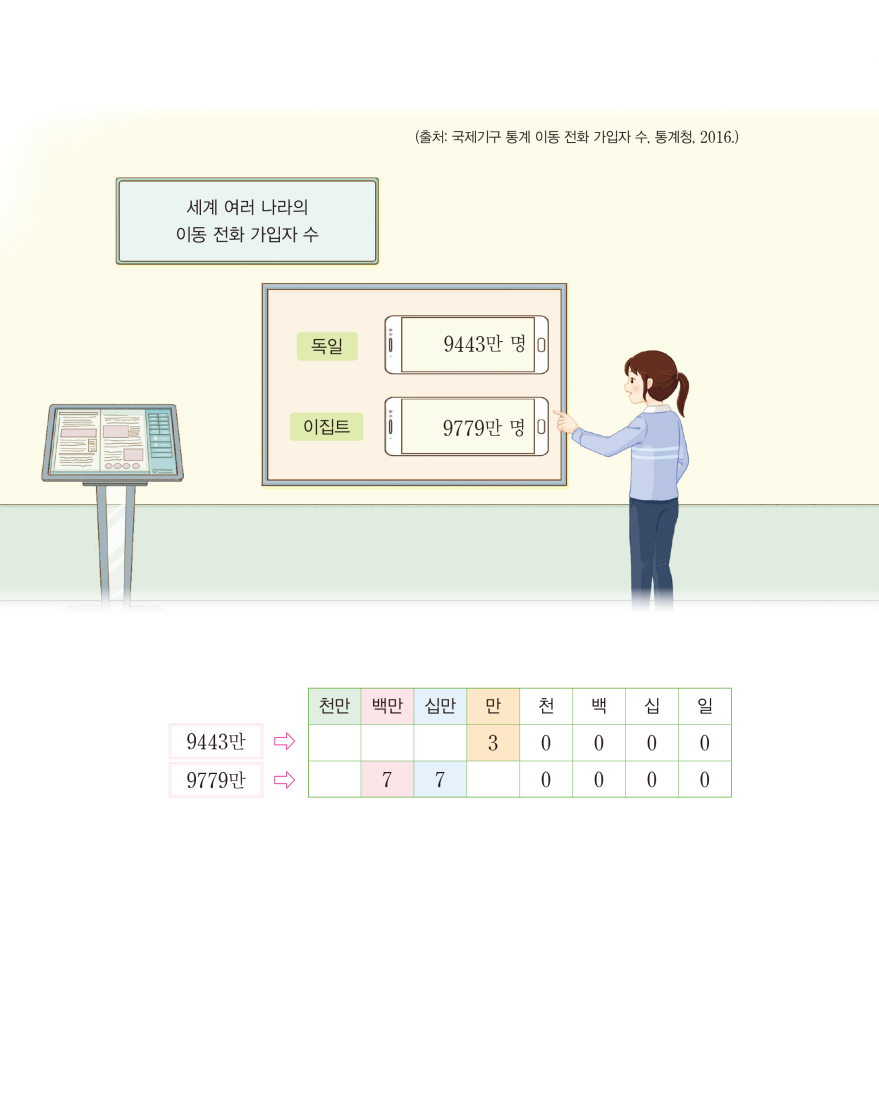 (출처: 국제기구 통계 이동 전화 가입자 수, 통계청, 2016.)
세계 여러 나라의
이동 전화 가입자 수
독일 9443만 명
이집트 9779만 명
천만 백만 십만 만 천 백 십 일
9443만 ⇨ 3 0 0 0 0
9779만 ⇨ 7 7 0 0 0 0